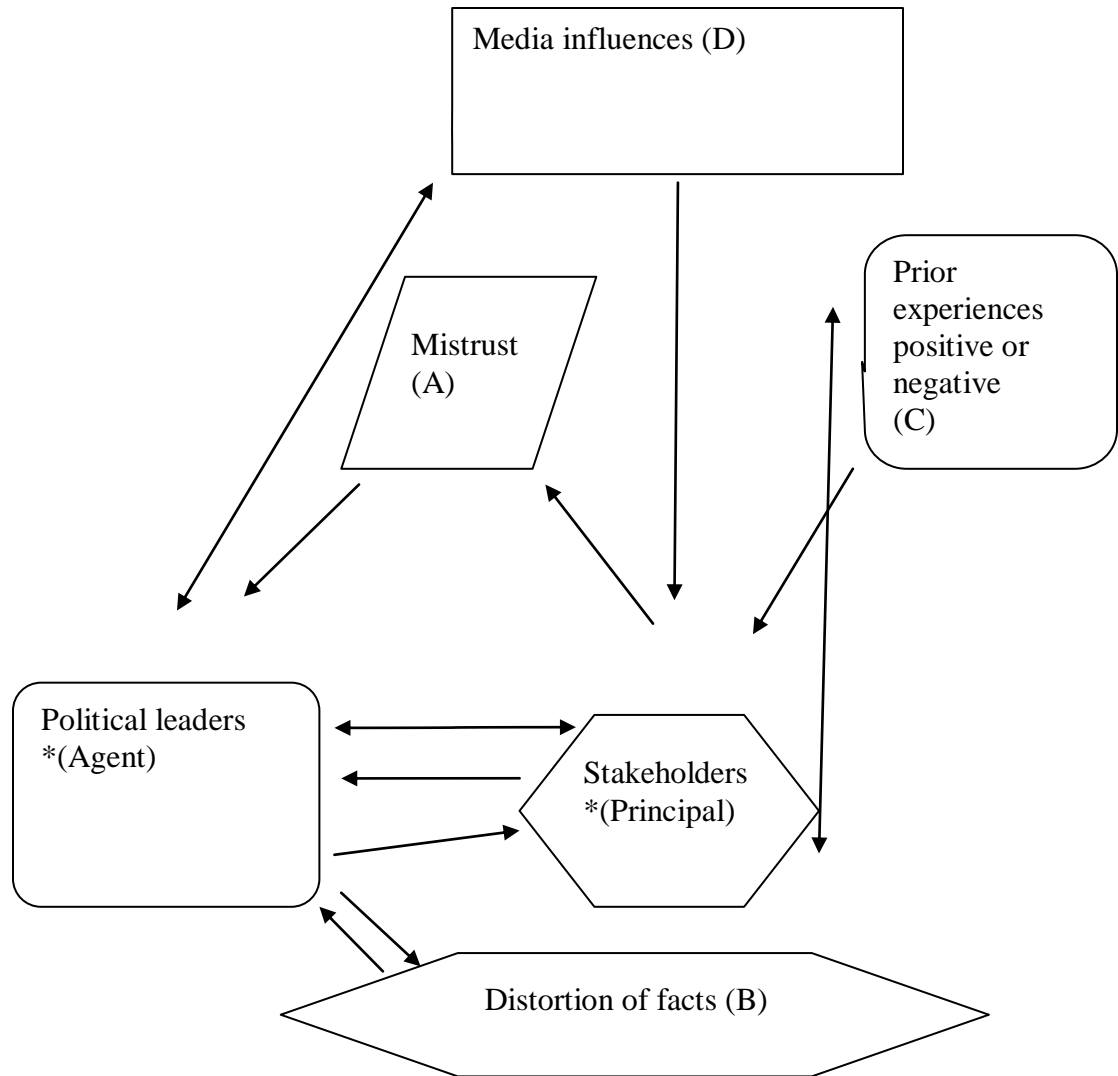 Media influences (D)
Mistrust
(A)
Prior
experiences
positive or
negative
(C)
Political leaders
*(Agent)
Stakeholders
*(Principal)
Distortion of facts (B)